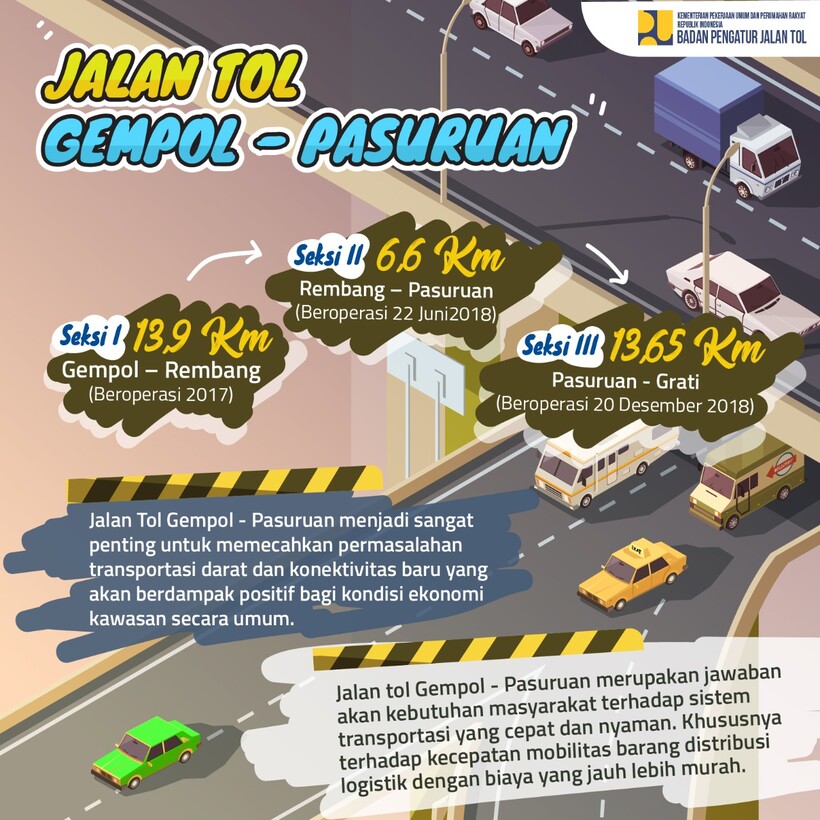 KEMENTERIAN PEKERJAAN UMUM DAN PERUMAHAN RAKYAT
REPUBLIK INDONESIA
BADAN PENGATUR JALAN TOL
JALAN TOL
GEMPOL - PASURUAN
Seksi II 6,6 Km
Rembang – Pasuruan
(Beroperasi 22 Juni2018)
Seksi I 13,9 Km
Gempol – Rembang
(Beroperasi 2017)
Seksi III 13,65 Km
Pasuruan - Grati
(Beroperasi 20 Desember 2018)
Jalan Tol Gempol - Pasuruan menjadi sangat
penting untuk memecahkan permasalahan
transportasi darat dan konektivitas baru yang
akan berdampak positif bagi kondisi ekonomi
kawasan secara umum.
Jalan tol Gempol - Pasuruan merupakan jawaban
akan kebutuhan masyarakat terhadap sistem
transportasi yang cepat dan nyaman. Khususnya
terhadap kecepatan mobilitas barang distribusi
logistik dengan biaya yang jauh lebih murah.